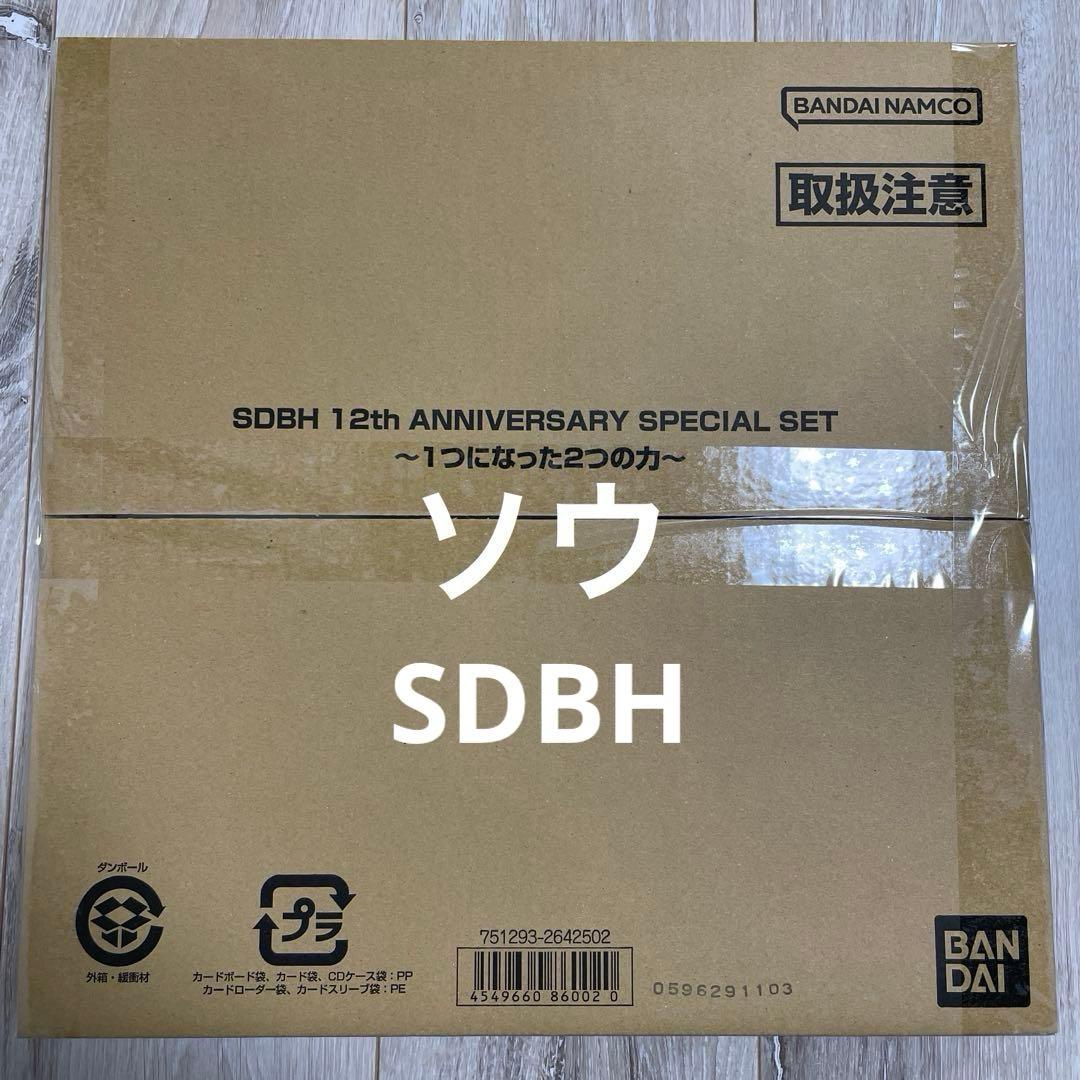 BANDAI NAMCO
取扱注意
SDBH 12th ANNIVERSARY SPECIAL SET
～1つになった2つの力～
ソウ
SDBH
ダンボール
外箱・緩衝材
プラ
カードボード袋、カード袋、CDケース袋：PP
カードローダー袋、カードスリーブ袋：PE
751293-2642502
4549660 86002 0
0596291103
BAN
DAI